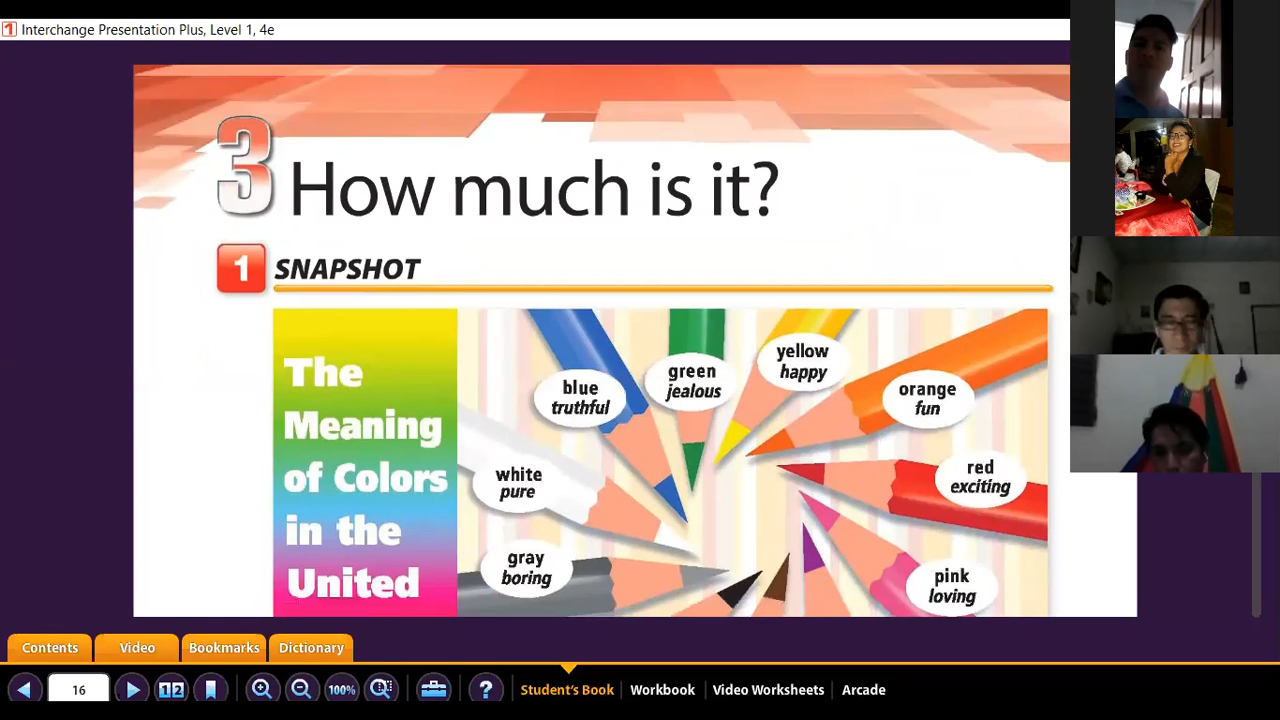 Interchange Presentation Plus, Level 1, 4e
3 How much is it?
1 SNAPSHOT
The
Meaning
of Colors
in the
United
blue
truthful
green
jealous
yellow
happy
orange
fun
white
pure
red
exciting
gray
boring
pink
loving
Contents Video Bookmarks Dictionary
16 12 100% ? Student's Book Workbook Video Worksheets Arcade